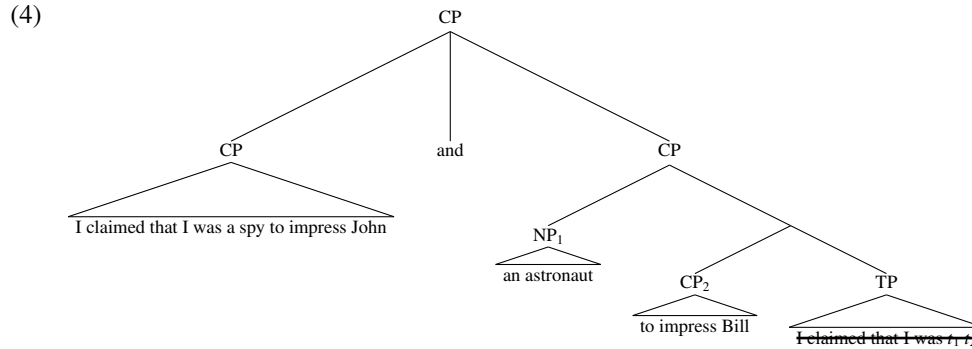 (4)
CP
CP and CP
I claimed that I was a spy to impress John
NP1
an astronaut
CP2 TP
to impress Bill
I claimed that I was t1 t2